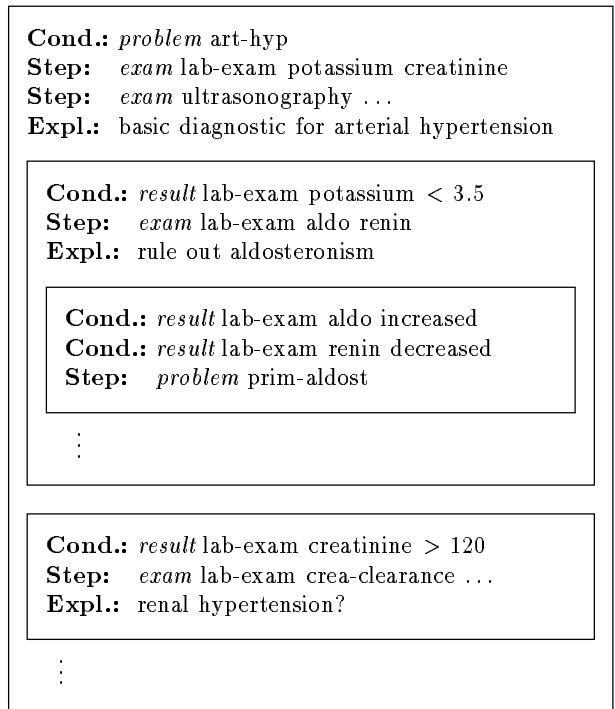 Cond.: problem art-hyp
Step: exam lab-exam potassium creatinine
Step: exam ultrasonography ...
Expl.: basic diagnostic for arterial hypertension
Cond.: result lab-exam potassium < 3.5
Step: exam lab-exam aldo renin
Expl.: rule out aldosteronism
Cond.: result lab-exam aldo increased
Cond.: result lab-exam renin decreased
Step: problem prim-aldost
⋮
Cond.: result lab-exam creatinine > 120
Step: exam lab-exam crea-clearance ...
Expl.: renal hypertension?
⋮